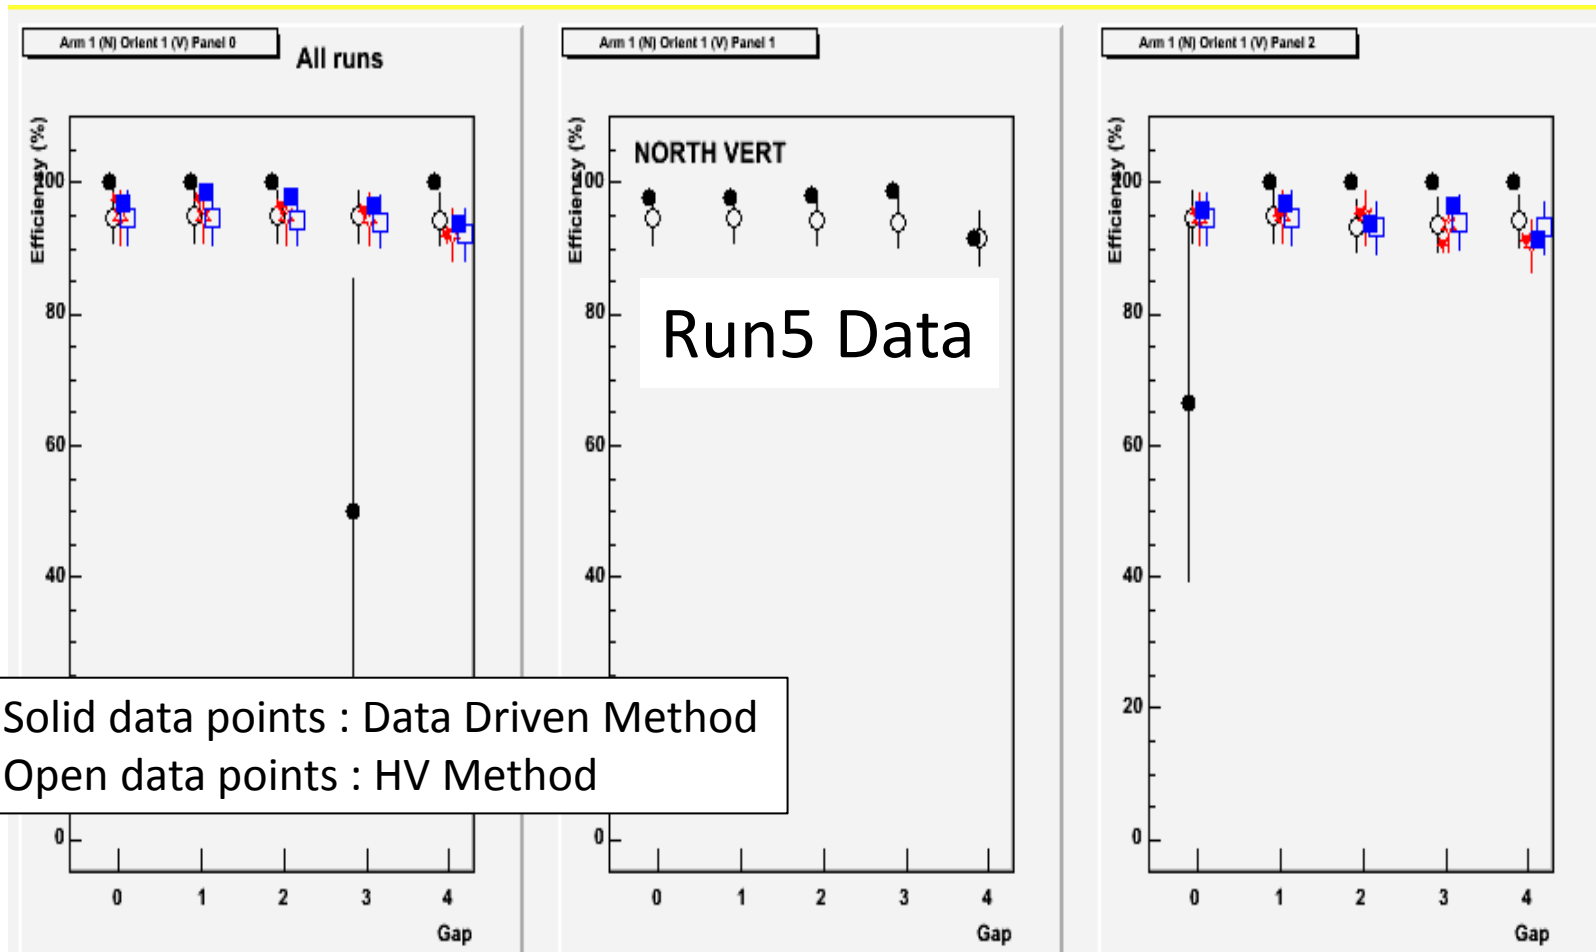 Arm 1 (N) Orient 1 (V) Panel 0
All runs
Efficiency (%)
100
80
60
40
0
0 1 2 3 4
Gap
Arm 1 (N) Orient 1 (V) Panel 1
NORTH VERT
Efficiency (%)
100
80
60
40
0
0 1 2 3 4
Gap
Run5 Data
Arm 1 (N) Orient 1 (V) Panel 2
Efficiency (%)
100
80
60
40
20
0
0 1 2 3 4
Gap
Solid data points : Data Driven Method
Open data points : HV Method